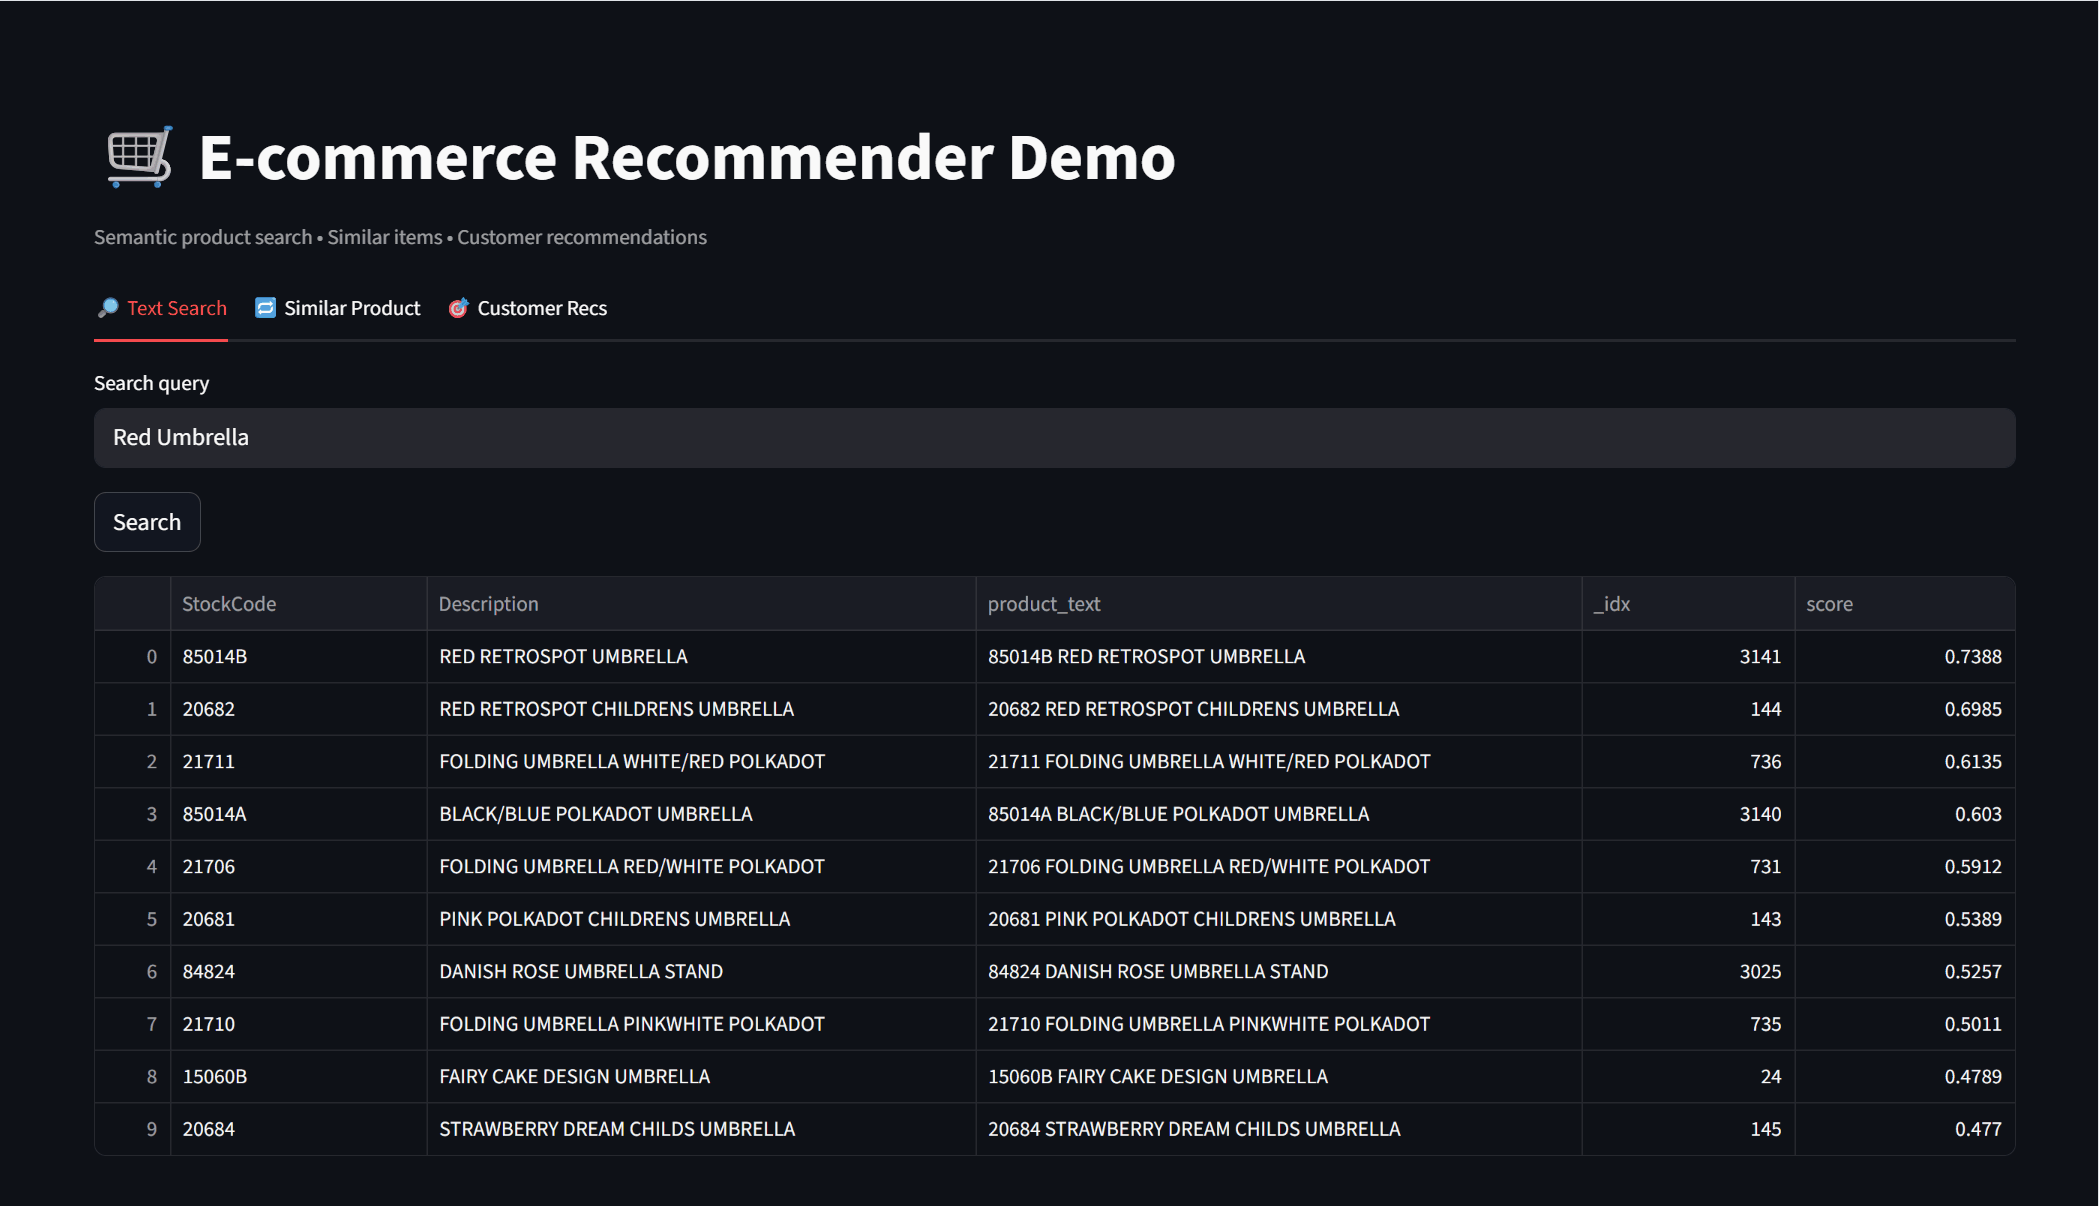 E-commerce Recommender Demo
Semantic product search • Similar items • Customer recommendations
Text Search Similar Product Customer Recs
Search query
Red Umbrella
Search
StockCode Description product_text _idx score
0 85014B RED RETROSPOT UMBRELLA 85014B RED RETROSPOT UMBRELLA 3141 0.7388
1 20682 RED RETROSPOT CHILDRENS UMBRELLA 20682 RED RETROSPOT CHILDRENS UMBRELLA 144 0.6985
2 21711 FOLDING UMBRELLA WHITE/RED POLKADOT 21711 FOLDING UMBRELLA WHITE/RED POLKADOT 736 0.6135
3 85014A BLACK/BLUE POLKADOT UMBRELLA 85014A BLACK/BLUE POLKADOT UMBRELLA 3140 0.603
4 21706 FOLDING UMBRELLA RED/WHITE POLKADOT 21706 FOLDING UMBRELLA RED/WHITE POLKADOT 731 0.5912
5 20681 PINK POLKADOT CHILDRENS UMBRELLA 20681 PINK POLKADOT CHILDRENS UMBRELLA 143 0.5389
6 84824 DANISH ROSE UMBRELLA STAND 84824 DANISH ROSE UMBRELLA STAND 3025 0.5257
7 21710 FOLDING UMBRELLA PINKWHITE POLKADOT 21710 FOLDING UMBRELLA PINKWHITE POLKADOT 735 0.5011
8 15060B FAIRY CAKE DESIGN UMBRELLA 15060B FAIRY CAKE DESIGN UMBRELLA 24 0.4789
9 20684 STRAWBERRY DREAM CHILDS UMBRELLA 20684 STRAWBERRY DREAM CHILDS UMBRELLA 145 0.477